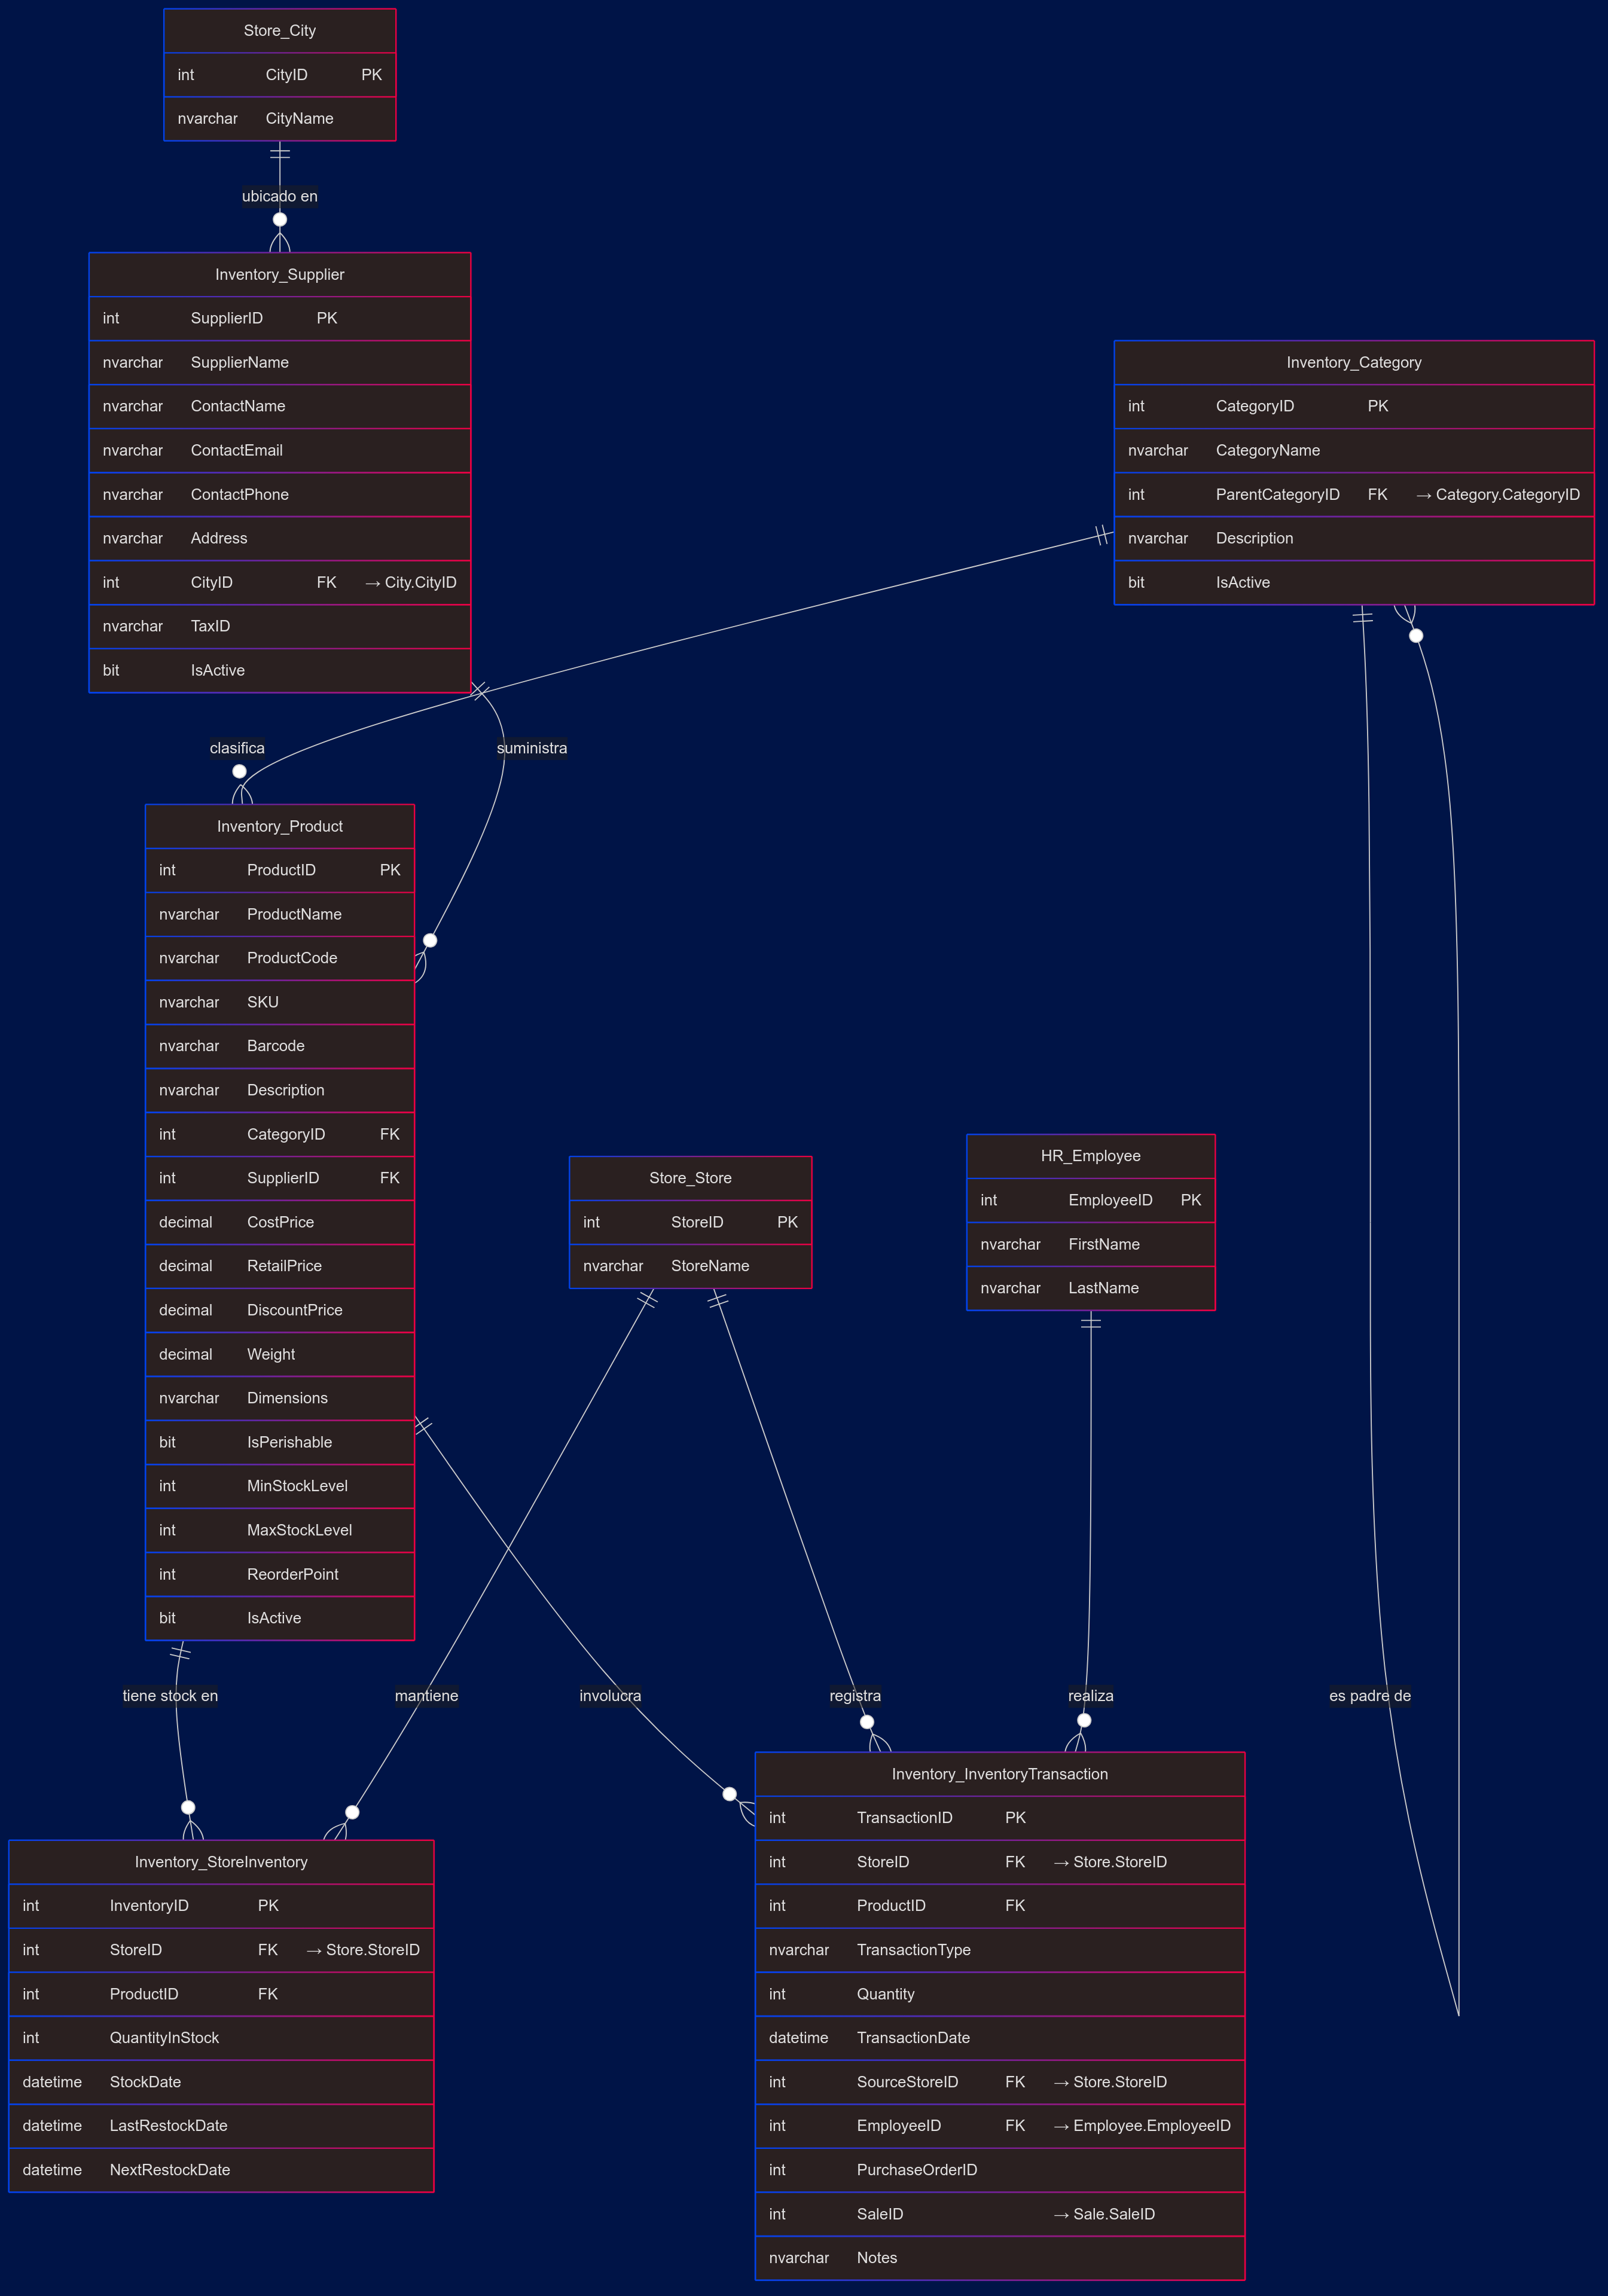 Store_City
int CityID PK
nvarchar CityName
ubicado en
Inventory_Supplier
int SupplierID PK
nvarchar SupplierName
nvarchar ContactName
nvarchar ContactEmail
nvarchar ContactPhone
nvarchar Address
int CityID FK → City.CityID
nvarchar TaxID
bit IsActive
Inventory_Category
int CategoryID PK
nvarchar CategoryName
int ParentCategoryID FK → Category.CategoryID
nvarchar Description
bit IsActive
clasifica
suministra
Inventory_Product
int ProductID PK
nvarchar ProductName
nvarchar ProductCode
nvarchar SKU
nvarchar Barcode
nvarchar Description
int CategoryID FK
int SupplierID FK
decimal CostPrice
decimal RetailPrice
decimal DiscountPrice
decimal Weight
nvarchar Dimensions
bit IsPerishable
int MinStockLevel
int MaxStockLevel
int ReorderPoint
bit IsActive
Store_Store
int StoreID PK
nvarchar StoreName
HR_Employee
int EmployeeID PK
nvarchar FirstName
nvarchar LastName
tiene stock en
mantiene
involucra
registra
realiza
es padre de
Inventory_StoreInventory
int InventoryID PK
int StoreID FK → Store.StoreID
int ProductID FK
int QuantityInStock
datetime StockDate
datetime LastRestockDate
datetime NextRestockDate
Inventory_InventoryTransaction
int TransactionID PK
int StoreID FK → Store.StoreID
int ProductID FK
nvarchar TransactionType
int Quantity
datetime TransactionDate
int SourceStoreID FK → Store.StoreID
int EmployeeID FK → Employee.EmployeeID
int PurchaseOrderID
int SaleID → Sale.SaleID
nvarchar Notes